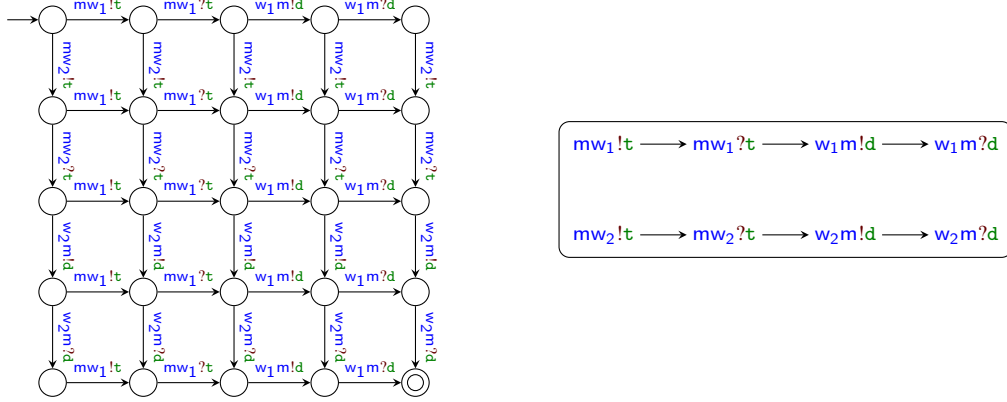 mw₁!t mw₁?t w₁m!d w₁m?d
mw₂!t mw₂!t mw₂!t mw₂!t mw₂!t
mw₁!t mw₁?t w₁m!d w₁m?d
mw₂?t mw₂?t mw₂?t mw₂?t mw₂?t
mw₁!t mw₁?t w₁m!d w₁m?d
w₂m!d w₂m!d w₂m!d w₂m!d w₂m!d
mw₁!t mw₁?t w₁m!d w₁m?d
w₂m?d w₂m?d w₂m?d w₂m?d w₂m?d
mw₁!t mw₁?t w₁m!d w₁m?d
mw₁!t mw₁?t w₁m!d w₁m?d
mw₂!t mw₂?t w₂m!d w₂m?d